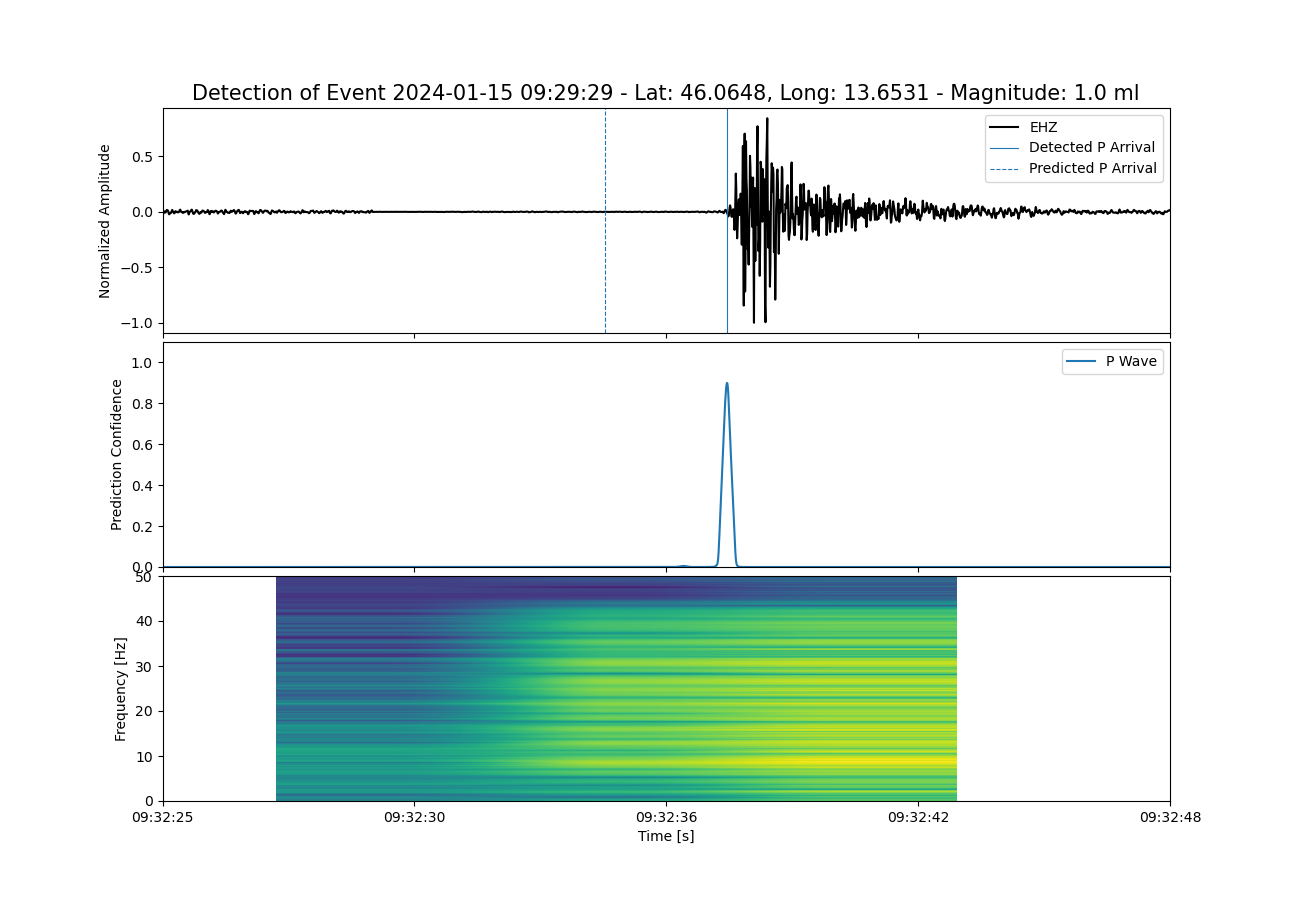 Detection of Event 2024-01-15 09:29:29 - Lat: 46.0648, Long: 13.6531 - Magnitude: 1.0 ml
Normalized Amplitude
0.5
0.0
−0.5
−1.0
EHZ
Detected P Arrival
Predicted P Arrival
Prediction Confidence
1.0
0.8
0.6
0.4
0.2
0.0
P Wave
Frequency [Hz]
50
40
30
20
10
0
09:32:25
09:32:30
09:32:36
09:32:42
09:32:48
Time [s]